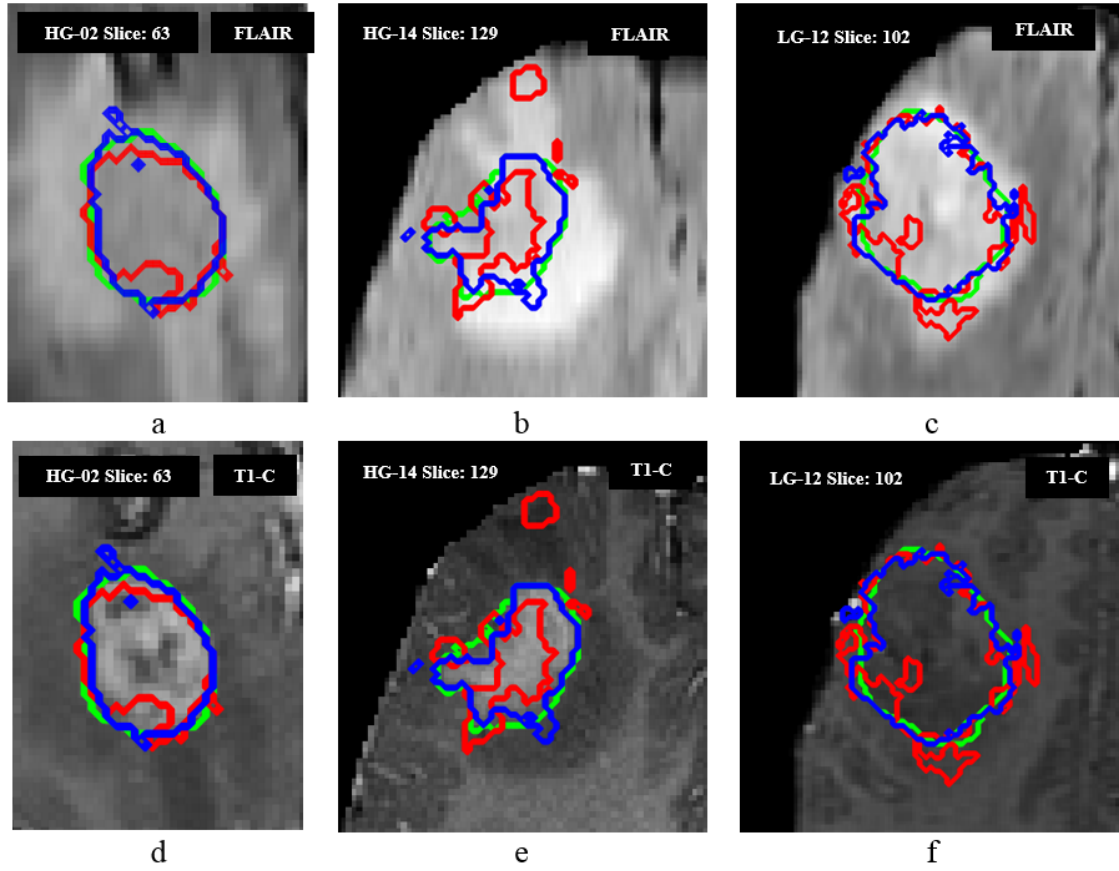 HG-02 Slice: 63 FLAIR
HG-14 Slice: 129 FLAIR
LG-12 Slice: 102 FLAIR
a b c
HG-02 Slice: 63 T1-C
HG-14 Slice: 129 T1-C
LG-12 Slice: 102 T1-C
d e f